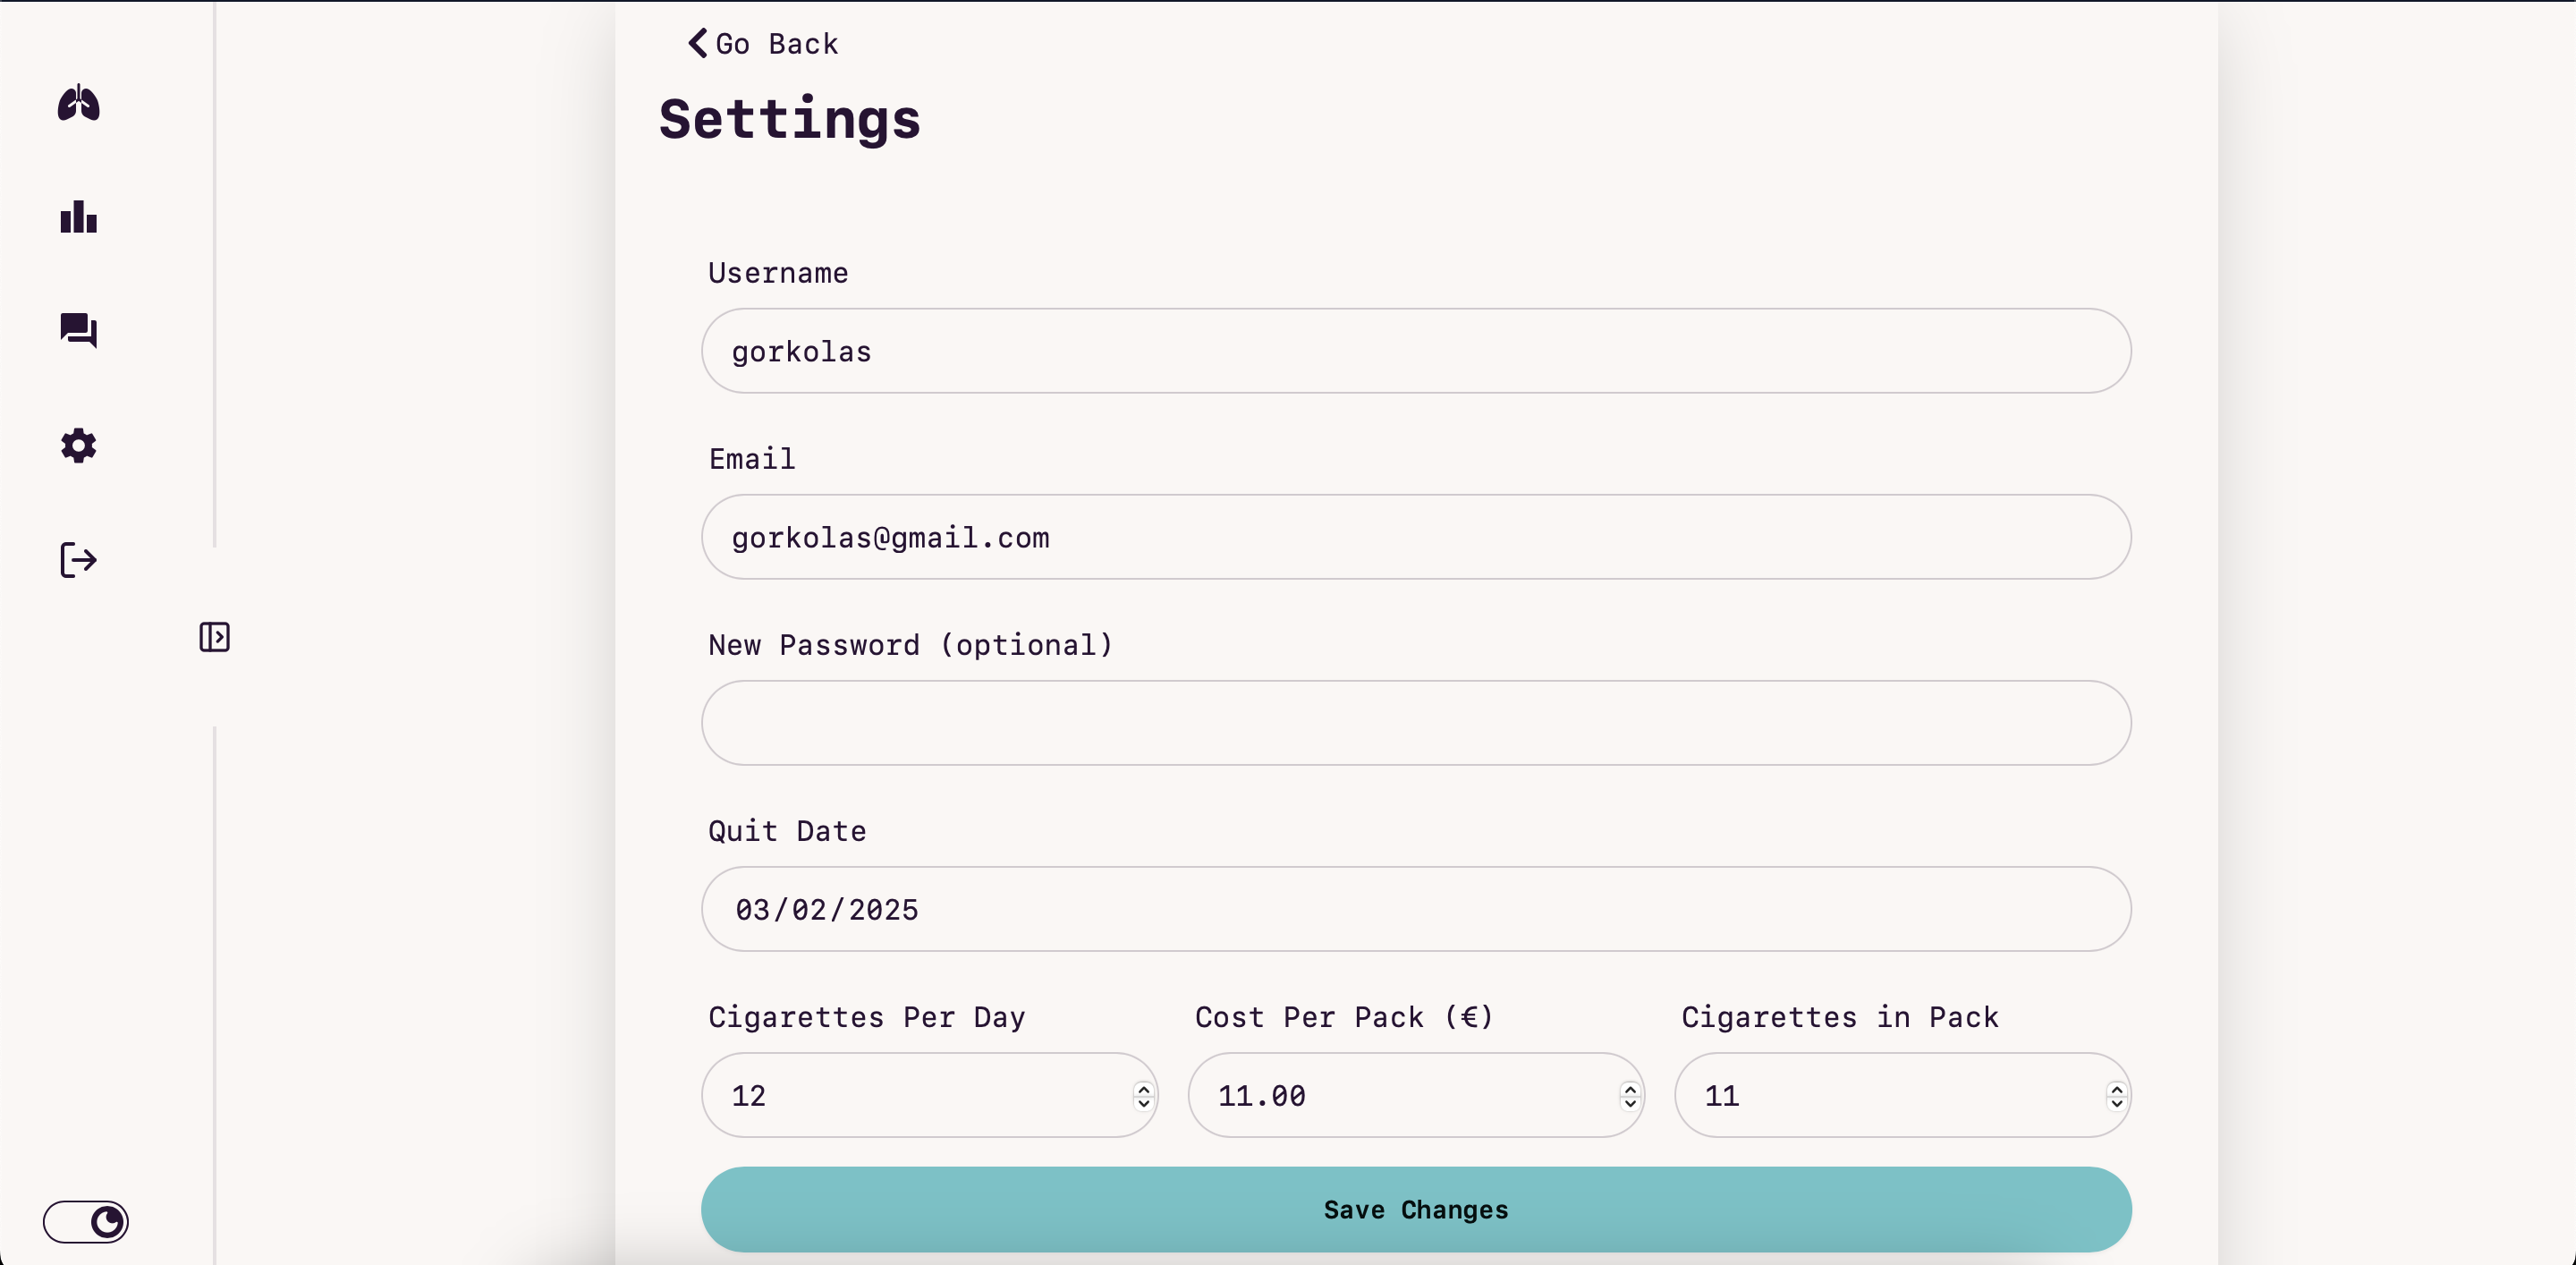 Go Back
Settings
Username
gorkolas
Email
gorkolas@gmail.com
New Password (optional)
Quit Date
03/02/2025
Cigarettes Per Day Cost Per Pack (€) Cigarettes in Pack
12 11.00 11
Save Changes